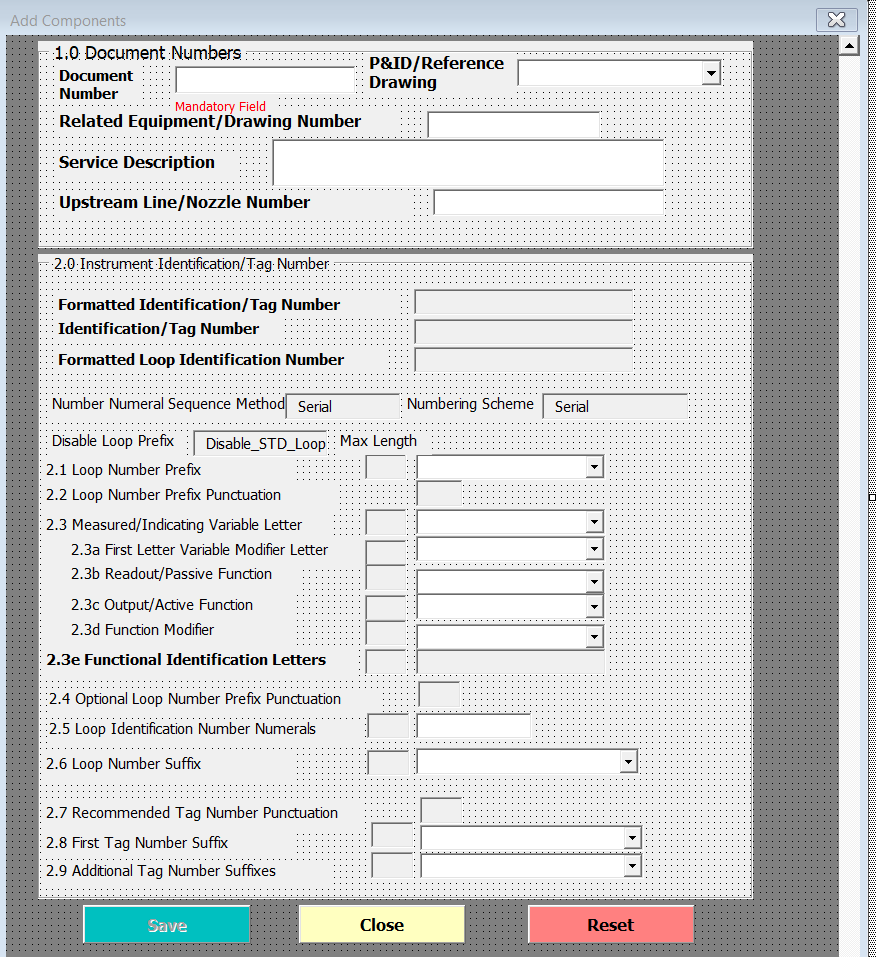 Add Components
1.0 Document Numbers
Document Number
P&ID/Reference Drawing
Mandatory Field
Related Equipment/Drawing Number
Service Description
Upstream Line/Nozzle Number
2.0 Instrument Identification/Tag Number
Formatted Identification/Tag Number
Identification/Tag Number
Formatted Loop Identification Number
Number Numeral Sequence Method Serial Numbering Scheme Serial
Disable Loop Prefix Disable_STD_Loop Max Length
2.1 Loop Number Prefix
2.2 Loop Number Prefix Punctuation
2.3 Measured/Indicating Variable Letter
2.3a First Letter Variable Modifier Letter
2.3b Readout/Passive Function
2.3c Output/Active Function
2.3d Function Modifier
2.3e Functional Identification Letters
2.4 Optional Loop Number Prefix Punctuation
2.5 Loop Identification Number Numerals
2.6 Loop Number Suffix
2.7 Recommended Tag Number Punctuation
2.8 First Tag Number Suffix
2.9 Additional Tag Number Suffixes
Save Close Reset